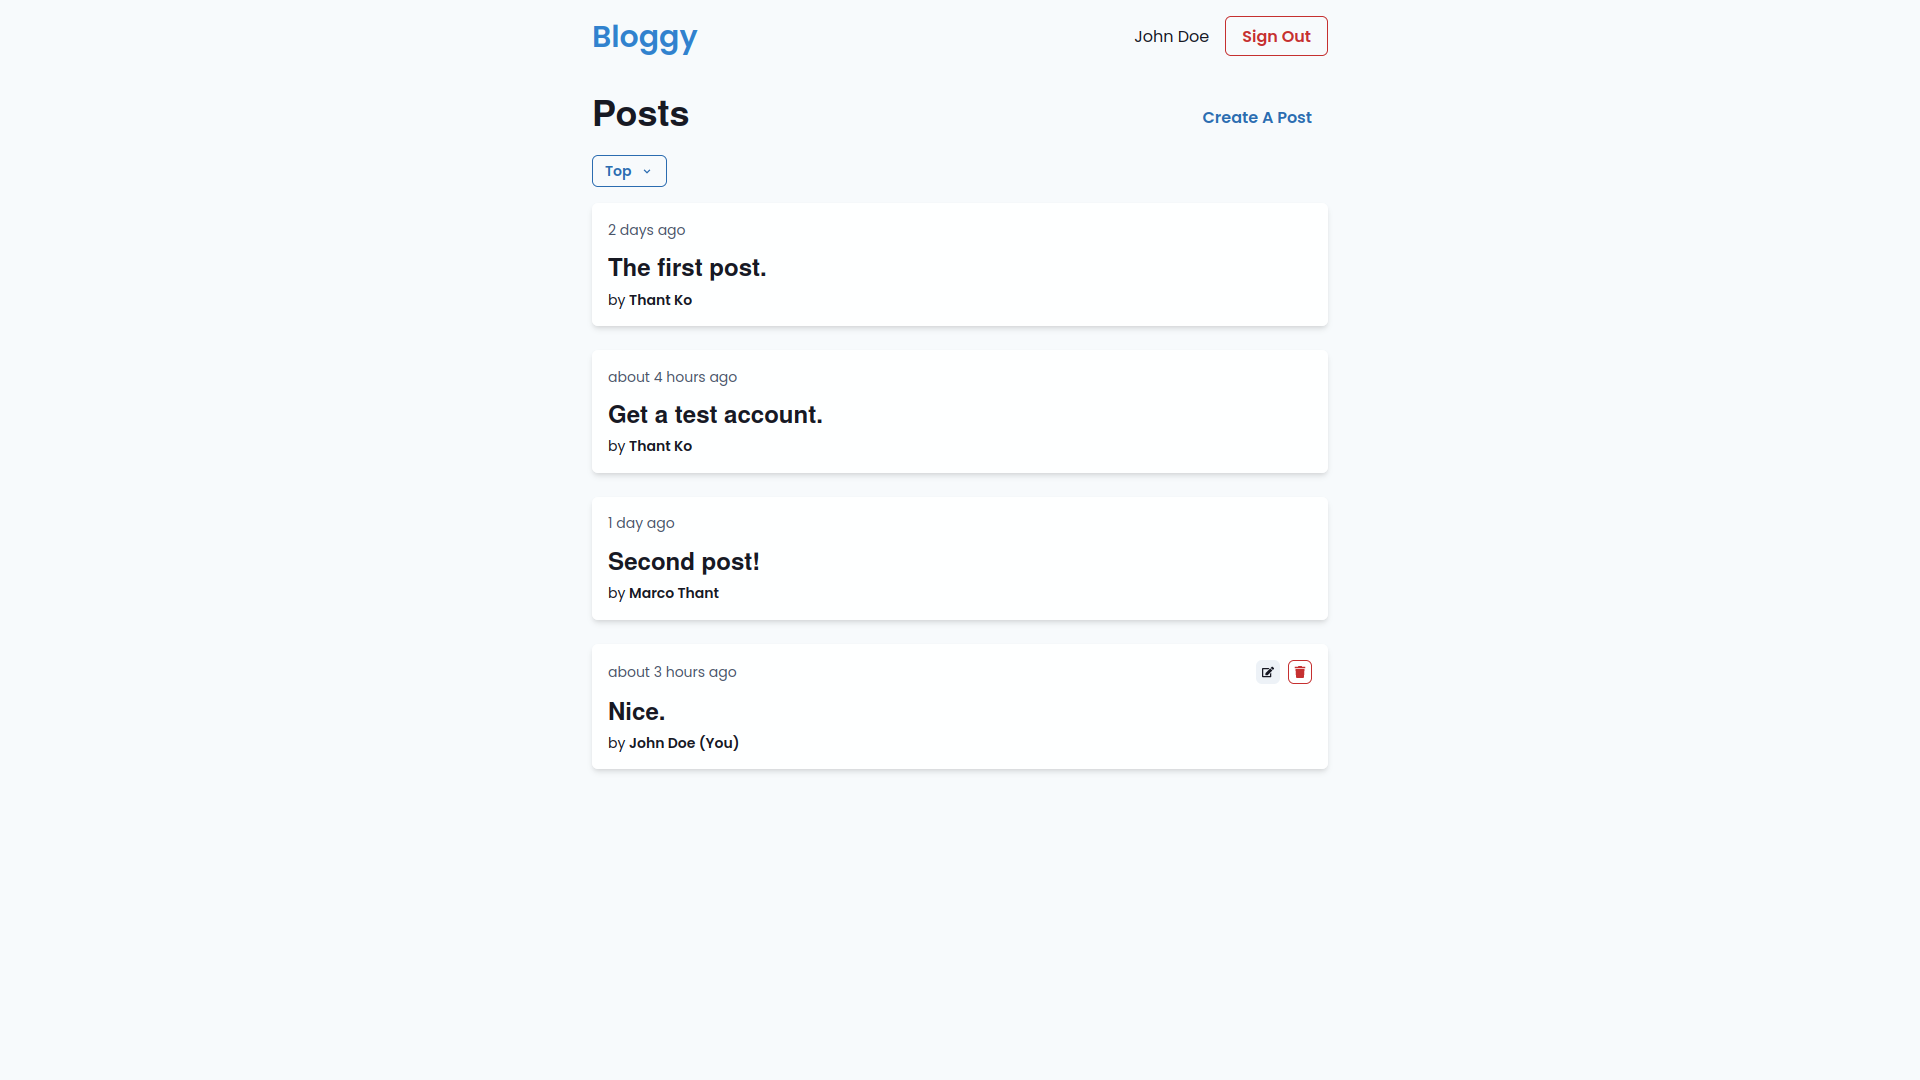 Bloggy
John Doe
Sign Out
Posts
Create A Post
Top
2 days ago
The first post.
by Thant Ko
about 4 hours ago
Get a test account.
by Thant Ko
1 day ago
Second post!
by Marco Thant
about 3 hours ago
Nice.
by John Doe (You)